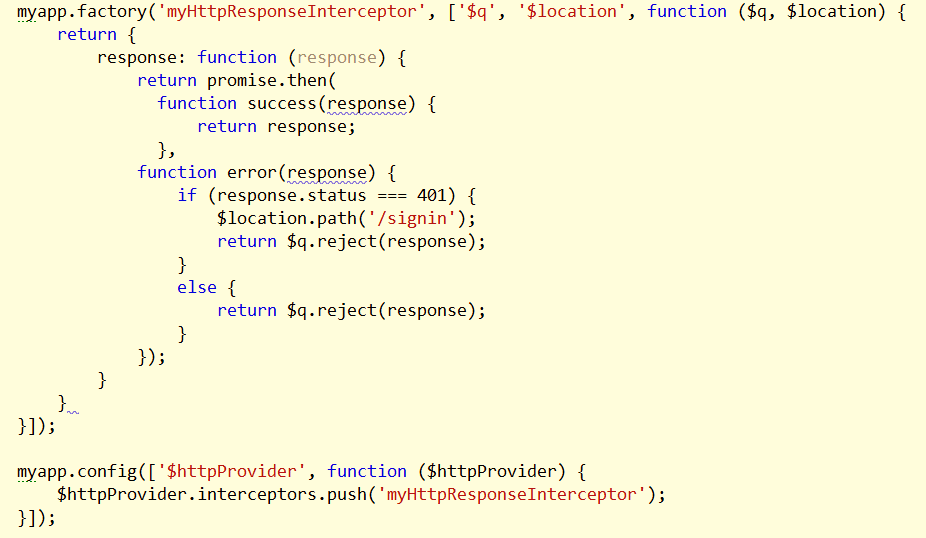 myapp.factory('myHttpResponseInterceptor', ['$q', '$location', function ($q, $location) {
    return {
        response: function (response) {
            return promise.then(
              function success(response) {
                  return response;
              },
            function error(response) {
                if (response.status === 401) {
                    $location.path('/signin');
                    return $q.reject(response);
                }
                else {
                    return $q.reject(response);
                }
            });
        }
    }
}]);

myapp.config(['$httpProvider', function ($httpProvider) {
    $httpProvider.interceptors.push('myHttpResponseInterceptor');
}]);